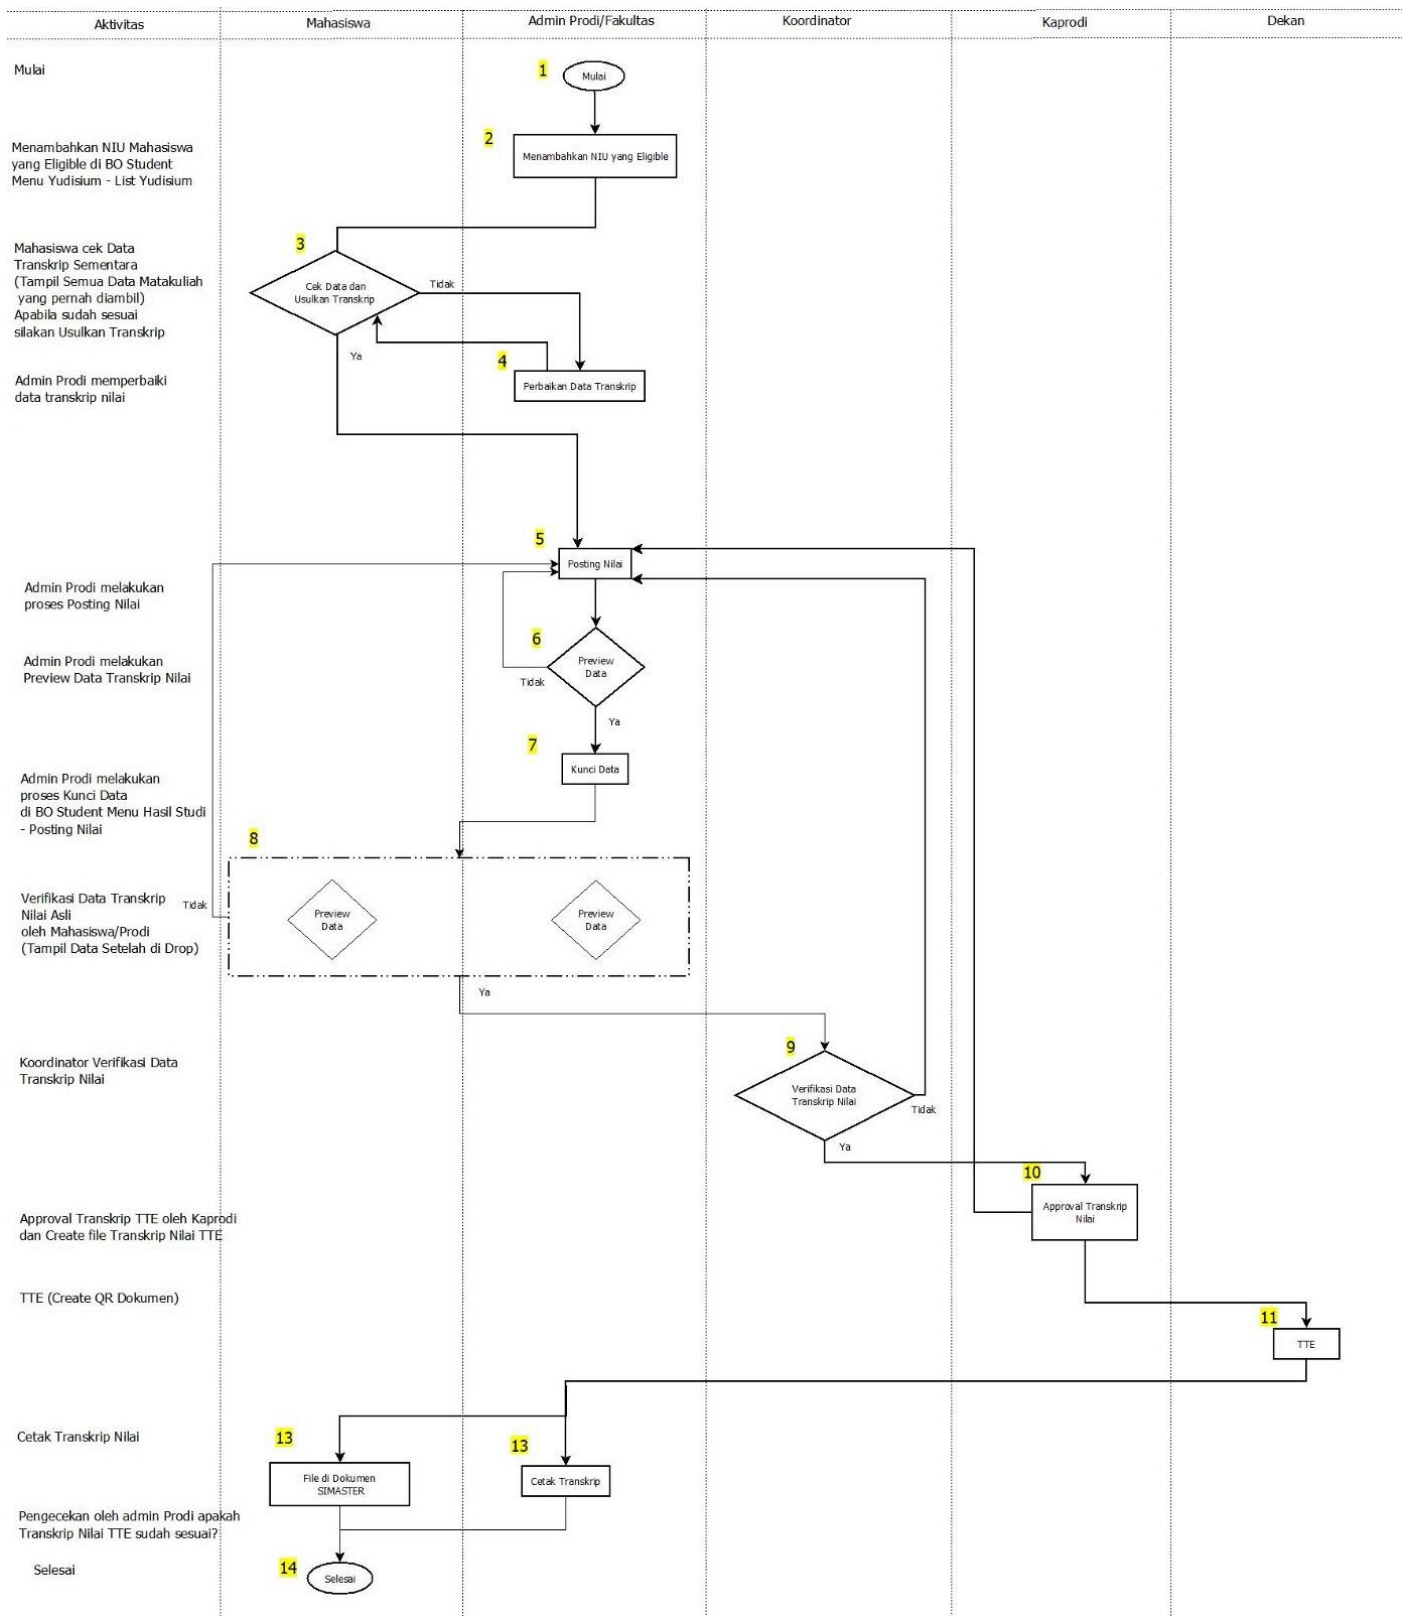 Aktivitas
Mahasiswa
Admin Prodi/Fakultas
Koordinator
Kaprodi
Dekan
Mulai
1
Mulai
Menambahkan NIU Mahasiswa
yang Eligible di BO Student
Menu Yudisium - List Yudisium
2
Menambahkan NIU yang Eligible
Mahasiswa cek Data
Transkrip Sementara
(Tampil Semua Data Matakuliah
yang pernah diambil)
Apabila sudah sesuai
silakan Usulkan Transkrip
3
Cek Data dan
Usulkan Transkrip
Tidak
Ya
Admin Prodi memperbaiki
data transkrip nilai
4
Perbaikan Data Transkrip
5
Posting Nilai
Admin Prodi melakukan
proses Posting Nilai
6
Preview
Data
Tidak
Ya
Admin Prodi melakukan
Preview Data Transkrip Nilai
7
Kunci Data
Admin Prodi melakukan
proses Kunci Data
di BO Student Menu Hasil Studi
- Posting Nilai
8
Verifikasi Data Transkrip
Nilai Asli
oleh Mahasiswa/Prodi
(Tampil Data Setelah di Drop)
Tidak
Preview
Data
Preview
Data
Ya
Koordinator Verifikasi Data
Transkrip Nilai
9
Verifikasi Data
Transkrip Nilai
Tidak
Ya
10
Approval Transkrip
Nilai
Approval Transkrip TTE oleh Kaprodi
dan Create file Transkrip Nilai TTE
TTE (Create QR Dokumen)
11
TTE
Cetak Transkrip Nilai
13
File di Dokumen
SIMASTER
13
Cetak Transkrip
Pengecekan oleh admin Prodi apakah
Transkrip Nilai TTE sudah sesuai?
Selesai
14
Selesai